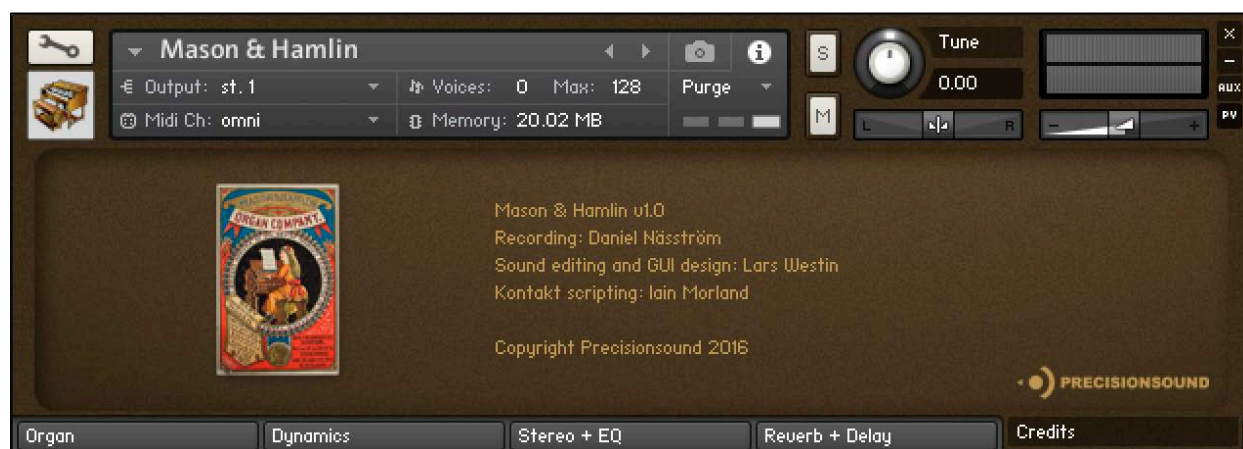 Mason & Hamlin
S
Tune
×
–
Output: st.1
Voices: 0 Max: 128
Purge
0.00
AUX
Midi Ch: omni
Memory: 20.02 MB
M
L
R
–
+
PV
MASON & HAMLIN
ORGAN COMPANY.
Mason & Hamlin v1.0
Recording: Daniel Näsström
Sound editing and GUI design: Lars Westin
Kontakt scripting: Iain Morland
Copyright Precisionsound 2016
PRECISIONSOUND
Organ
Dynamics
Stereo + EQ
Reverb + Delay
Credits